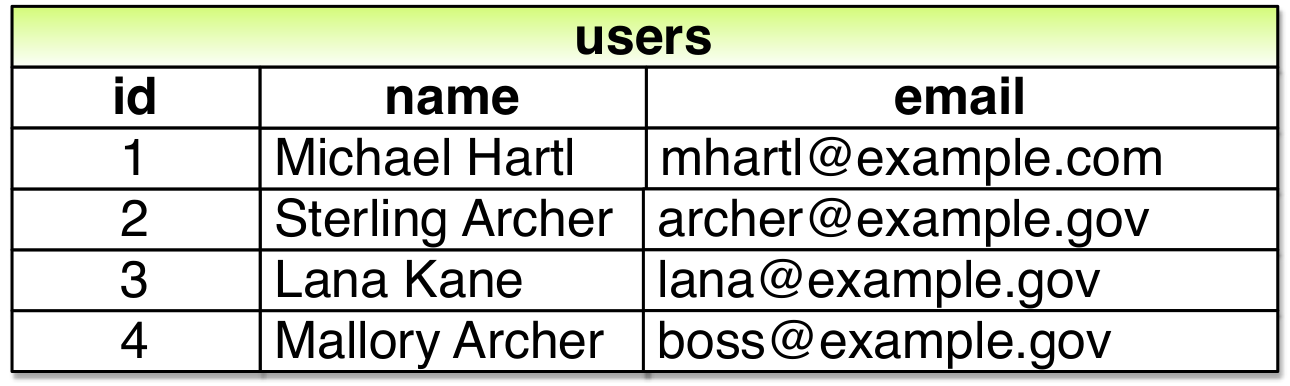 users
id name email
1 Michael Hartl mhartl@example.com
2 Sterling Archer archer@example.gov
3 Lana Kane lana@example.gov
4 Mallory Archer boss@example.gov